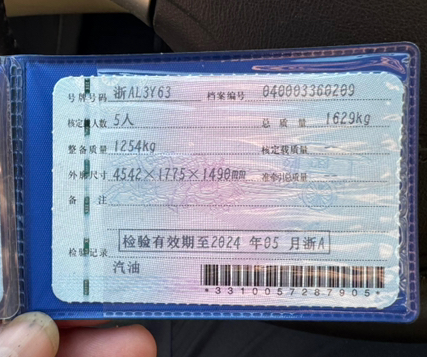 号牌号码 浙AL3Y63 档案编号 040003360209
核定载人数 5人 总质量 1629kg
整备质量 1254kg 核定载质量
外廓尺寸 4542×1775×1490mm 准牵引总质量
备注
检验有效期至2024年05月浙A
检验记录
汽油
*3310057287905*